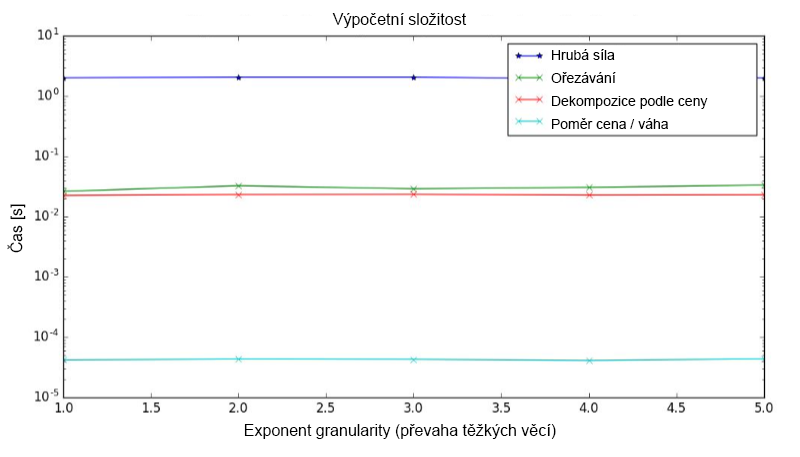 Výpočetní složitost
Hrubá síla
Ořezávání
Dekompozice podle ceny
Poměr cena / váha
Čas [s]
10^1
10^0
10^-1
10^-2
10^-3
10^-4
10^-5
1.0 1.5 2.0 2.5 3.0 3.5 4.0 4.5 5.0
Exponent granularity (převaha těžkých věcí)